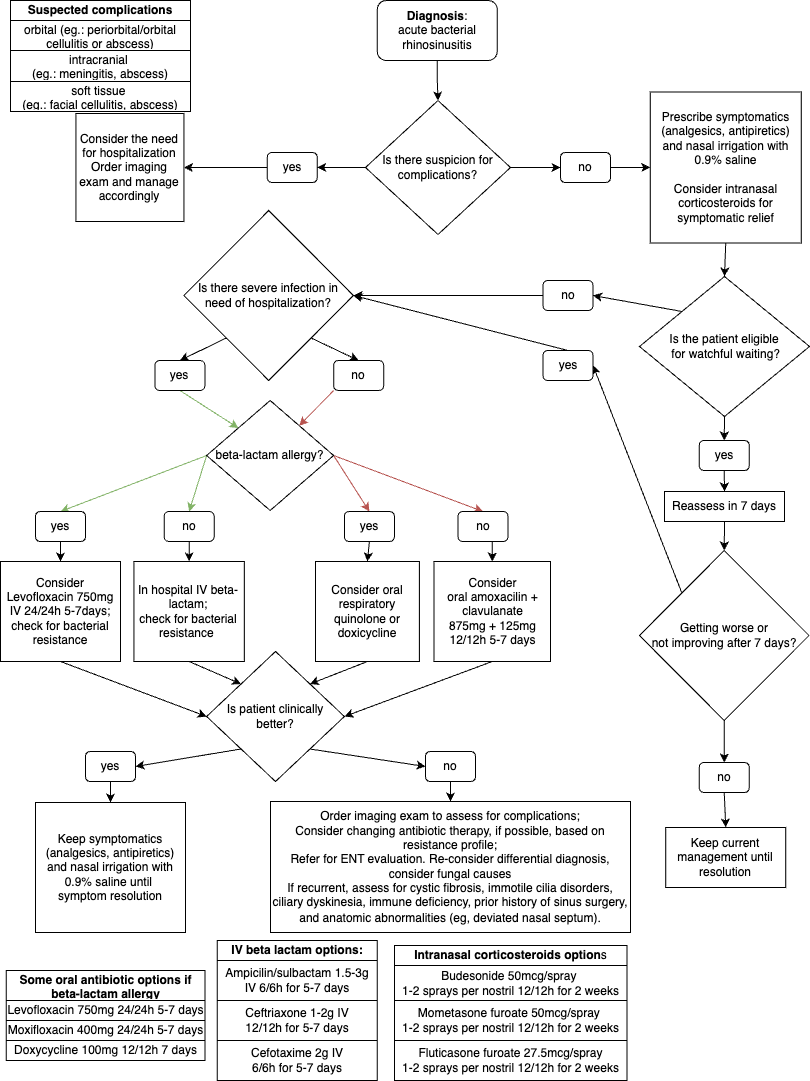 Suspected complications
orbital (eg.: periorbital/orbital
cellulitis or abscess)
intracranial
(eg.: meningitis, abscess)
soft tissue
(eg.: facial cellulitis, abscess)
Diagnosis:
acute bacterial
rhinosinusitis
Is there suspicion for
complications?
yes
no
Consider the need
for hospitalization
Order imaging
exam and manage
accordingly
Prescribe symptomatics
(analgesics, antipiretics)
and nasal irrigation with
0.9% saline
Consider intranasal
corticosteroids for
symptomatic relief
Is there severe infection in
need of hospitalization?
no
Is the patient eligible
for watchful waiting?
yes
yes
no
yes
Reassess in 7 days
beta-lactam allergy?
yes
no
yes
no
Consider
Levofloxacin 750mg
IV 24/24h 5-7days;
check for bacterial
resistance
In hospital IV beta-
lactam;
check for bacterial
resistance
Consider oral
respiratory
quinolone or
doxicycline
Consider
oral amoxacilin +
clavulanate
875mg + 125mg
12/12h 5-7 days
Getting worse or
not improving after 7 days?
Is patient clinically
better?
yes
no
no
Keep symptomatics
(analgesics, antipiretics)
and nasal irrigation with
0.9% saline until
symptom resolution
Order imaging exam to assess for complications;
Consider changing antibiotic therapy, if possible, based on
resistance profile;
Refer for ENT evaluation. Re-consider differential diagnosis,
consider fungal causes
If recurrent, assess for cystic fibrosis, immotile cilia disorders,
ciliary dyskinesia, immune deficiency, prior history of sinus surgery,
and anatomic abnormalities (eg, deviated nasal septum).
Keep current
management until
resolution
Some oral antibiotic options if
beta-lactam allergy
Levofloxacin 750mg 24/24h 5-7 days
Moxifloxacin 400mg 24/24h 5-7 days
Doxycycline 100mg 12/12h 7 days
IV beta lactam options:
Ampicilin/sulbactam 1.5-3g
IV 6/6h for 5-7 days
Ceftriaxone 1-2g IV
12/12h for 5-7 days
Cefotaxime 2g IV
6/6h for 5-7 days
Intranasal corticosteroids options
Budesonide 50mcg/spray
1-2 sprays per nostril 12/12h for 2 weeks
Mometasone furoate 50mcg/spray
1-2 sprays per nostril 12/12h for 2 weeks
Fluticasone furoate 27.5mcg/spray
1-2 sprays per nostril 12/12h for 2 weeks